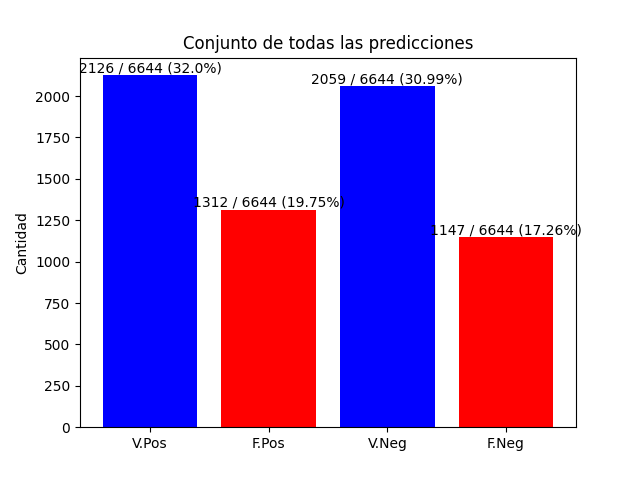 Conjunto de todas las predicciones
2126 / 6644 (32.0%)
2059 / 6644 (30.99%)
1312 / 6644 (19.75%)
1147 / 6644 (17.26%)
Cantidad
2000
1750
1500
1250
1000
750
500
250
0
V.Pos
F.Pos
V.Neg
F.Neg